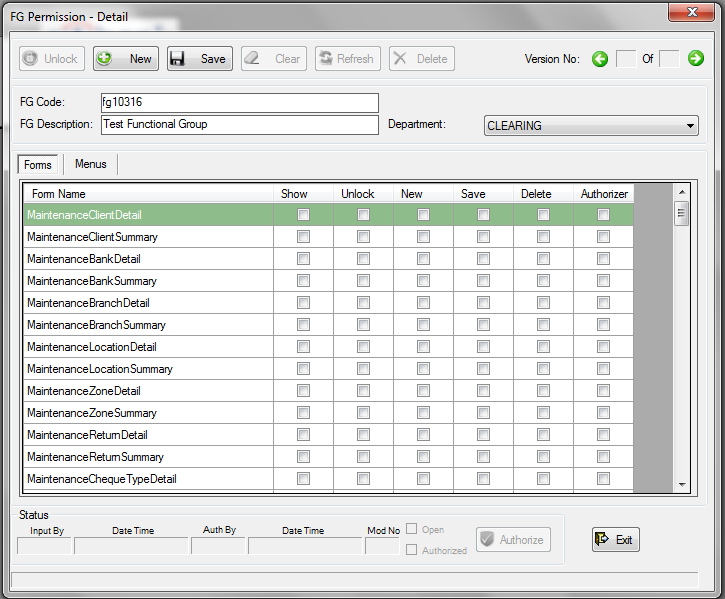 FG Permission - Detail
Unlock New Save Clear Refresh Delete Version No: Of
FG Code: fg10316
FG Description: Test Functional Group Department: CLEARING
Forms Menus
Form Name Show Unlock New Save Delete Authorizer
MaintenanceClientDetail
MaintenanceClientSummary
MaintenanceBankDetail
MaintenanceBankSummary
MaintenanceBranchDetail
MaintenanceBranchSummary
MaintenanceLocationDetail
MaintenanceLocationSummary
MaintenanceZoneDetail
MaintenanceZoneSummary
MaintenanceReturnDetail
MaintenanceReturnSummary
MaintenanceChequeTypeDetail
Status
Input By Date Time Auth By Date Time Mod No Open
Authorized Authorize Exit